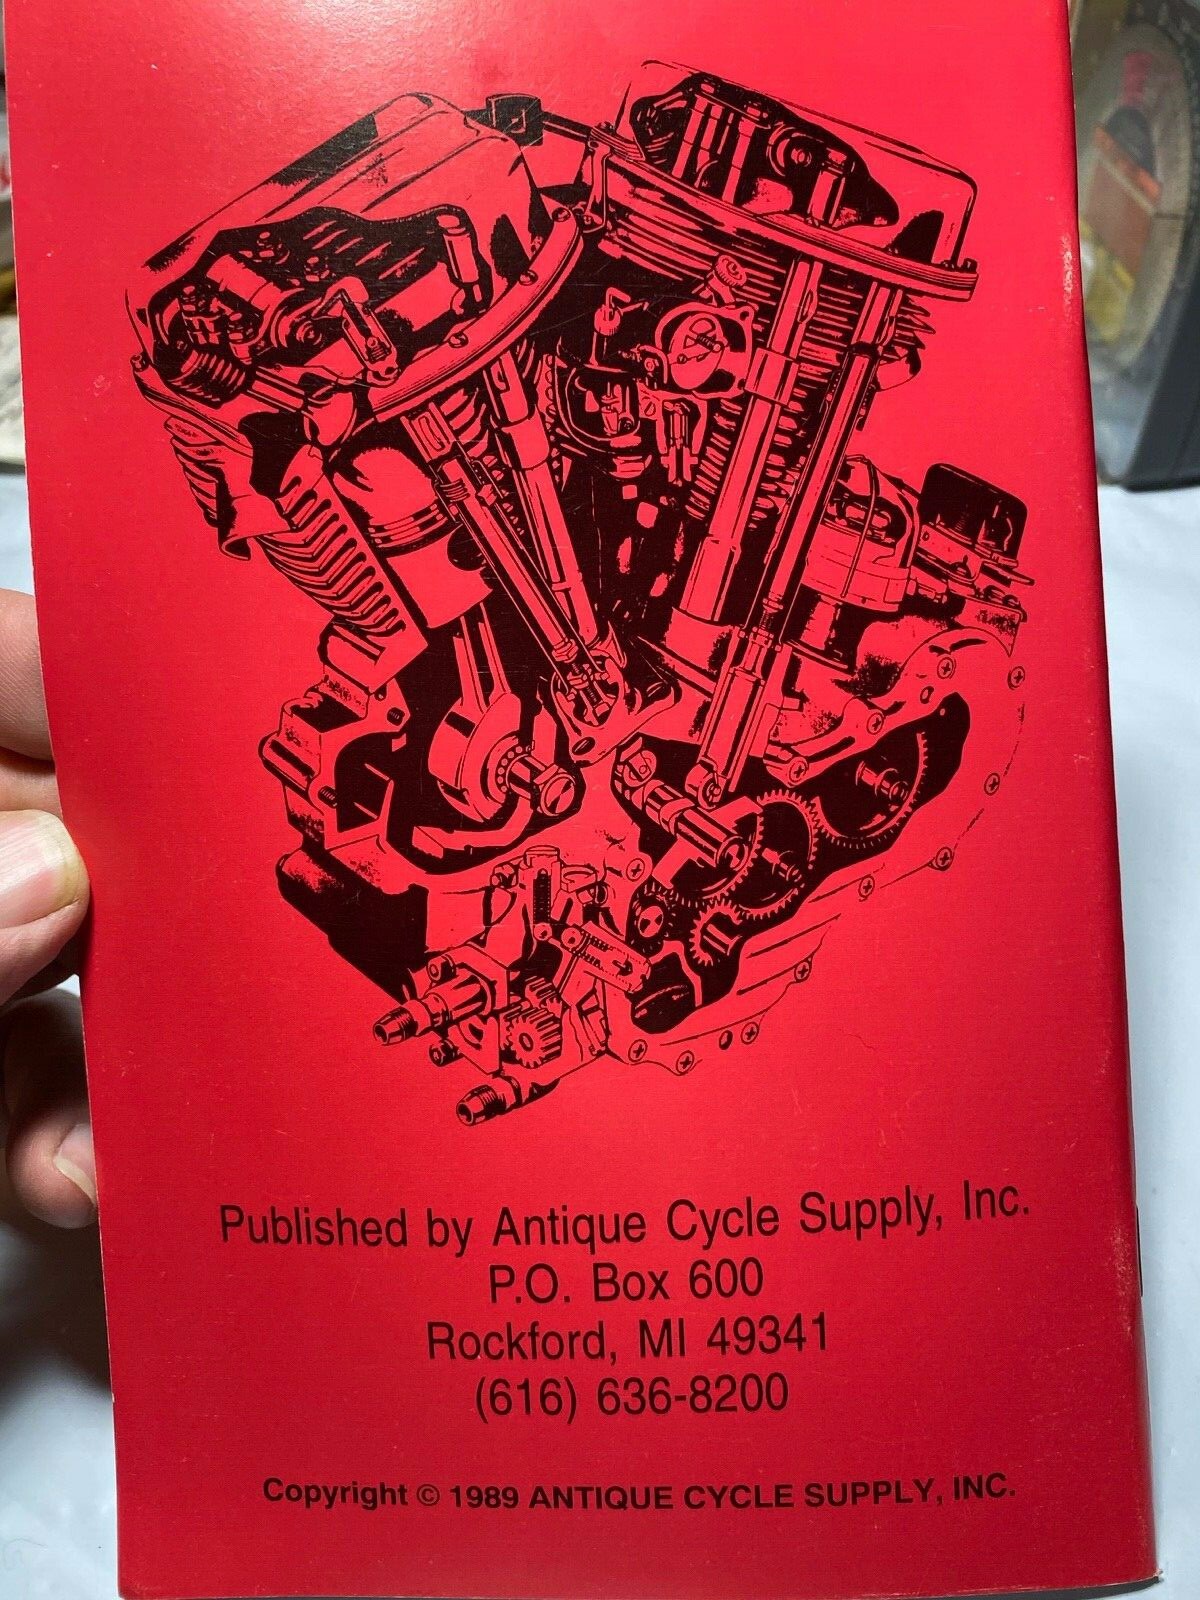 Published by Antique Cycle Supply, Inc.
P.O. Box 600
Rockford, MI 49341
(616) 636-8200
Copyright © 1989 ANTIQUE CYCLE SUPPLY, INC.